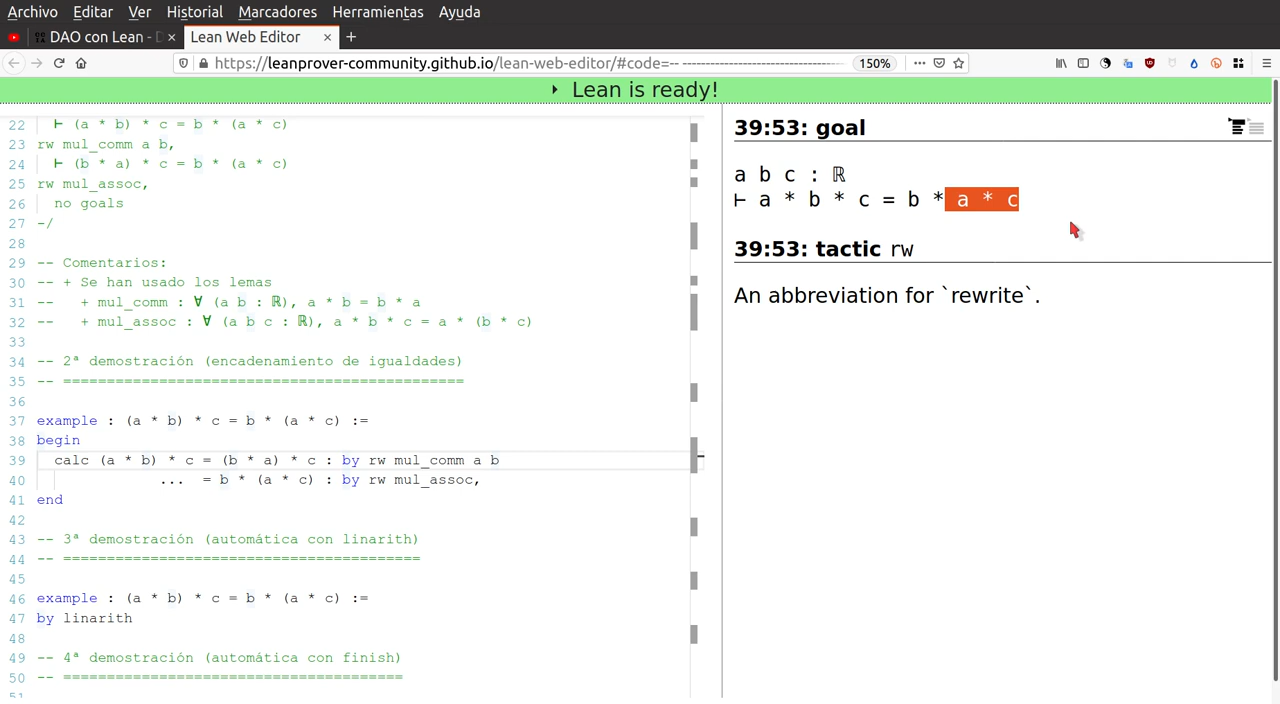 Archivo Editar Ver Historial Marcadores Herramientas Ayuda
DAO con Lean - D × Lean Web Editor × +
https://leanprover-community.github.io/lean-web-editor/#code=-- ---------------------------------- 150% ···
Lean is ready!
22 ⊢ (a * b) * c = b * (a * c)
23 rw mul_comm a b,
24 ⊢ (b * a) * c = b * (a * c)
25 rw mul_assoc,
26 no goals
27 -/
28
29 -- Comentarios:
30 -- + Se han usado los lemas
31 --   + mul_comm : ∀ (a b : ℝ), a * b = b * a
32 --   + mul_assoc : ∀ (a b c : ℝ), a * b * c = a * (b * c)
33
34 -- 2ª demostración (encadenamiento de igualdades)
35 -- ==============================================
36
37 example : (a * b) * c = b * (a * c) :=
38 begin
39   calc (a * b) * c = (b * a) * c : by rw mul_comm a b
40               ...  = b * (a * c) : by rw mul_assoc,
41 end
42
43 -- 3ª demostración (automática con linarith)
44 -- =========================================
45
46 example : (a * b) * c = b * (a * c) :=
47 by linarith
48
49 -- 4ª demostración (automática con finish)
50 -- =======================================
51
39:53: goal
a b c : ℝ
⊢ a * b * c = b * a * c
39:53: tactic rw
An abbreviation for `rewrite`.